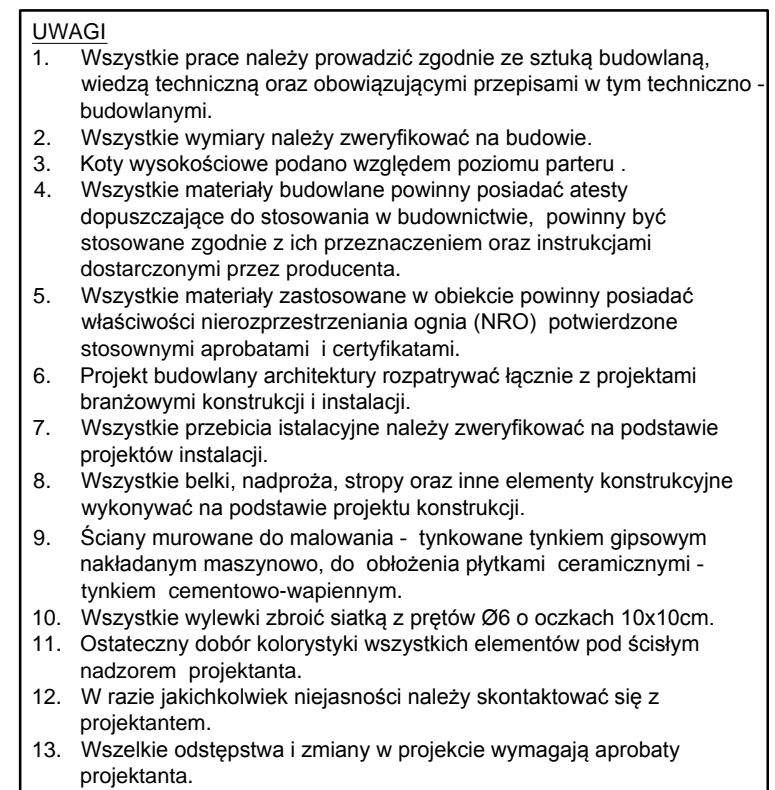 UWAGI
1. Wszystkie prace należy prowadzić zgodnie ze sztuką budowlaną,
wiedzą techniczną oraz obowiązującymi przepisami w tym techniczno -
budowlanymi.
2. Wszystkie wymiary należy zweryfikować na budowie.
3. Koty wysokościowe podano względem poziomu parteru .
4. Wszystkie materiały budowlane powinny posiadać atesty
dopuszczające do stosowania w budownictwie, powinny być
stosowane zgodnie z ich przeznaczeniem oraz instrukcjami
dostarczonymi przez producenta.
5. Wszystkie materiały zastosowane w obiekcie powinny posiadać
właściwości nierozprzestrzeniania ognia (NRO) potwierdzone
stosownymi aprobatami i certyfikatami.
6. Projekt budowlany architektury rozpatrywać łącznie z projektami
branżowymi konstrukcji i instalacji.
7. Wszystkie przebicia istalacyjne należy zweryfikować na podstawie
projektów instalacji.
8. Wszystkie belki, nadproża, stropy oraz inne elementy konstrukcyjne
wykonywać na podstawie projektu konstrukcji.
9. Ściany murowane do malowania - tynkowane tynkiem gipsowym
nakładanym maszynowo, do obłożenia płytkami ceramicznymi -
tynkiem cementowo-wapiennym.
10. Wszystkie wylewki zbroić siatką z prętów Ø6 o oczkach 10x10cm.
11. Ostateczny dobór kolorystyki wszystkich elementów pod ścisłym
nadzorem projektanta.
12. W razie jakichkolwiek niejasności należy skontaktować się z
projektantem.
13. Wszelkie odstępstwa i zmiany w projekcie wymagają aprobaty
projektanta.